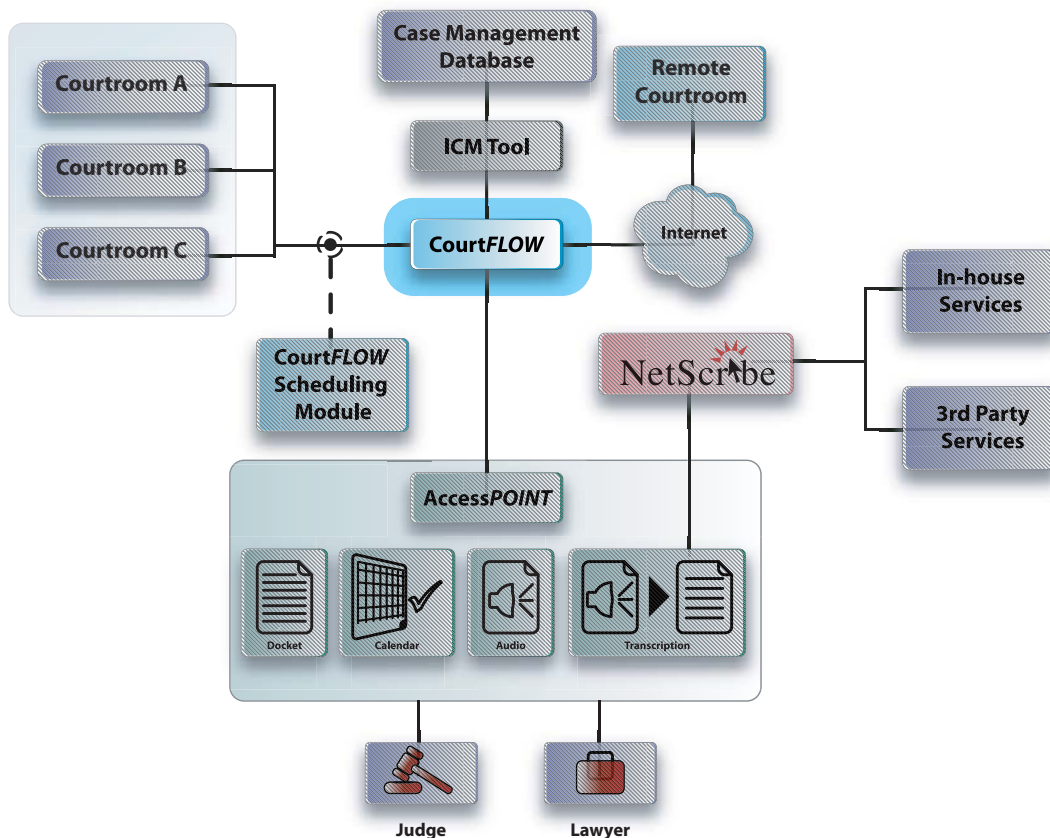 Case Management
Database
Remote
Courtroom
Courtroom A
Courtroom B
Courtroom C
ICM Tool
CourtFLOW
Internet
In-house
Services
CourtFLOW
Scheduling
Module
NetScribe
3rd Party
Services
AccessPOINT
Docket
Calendar
Audio
Transcription
Judge
Lawyer